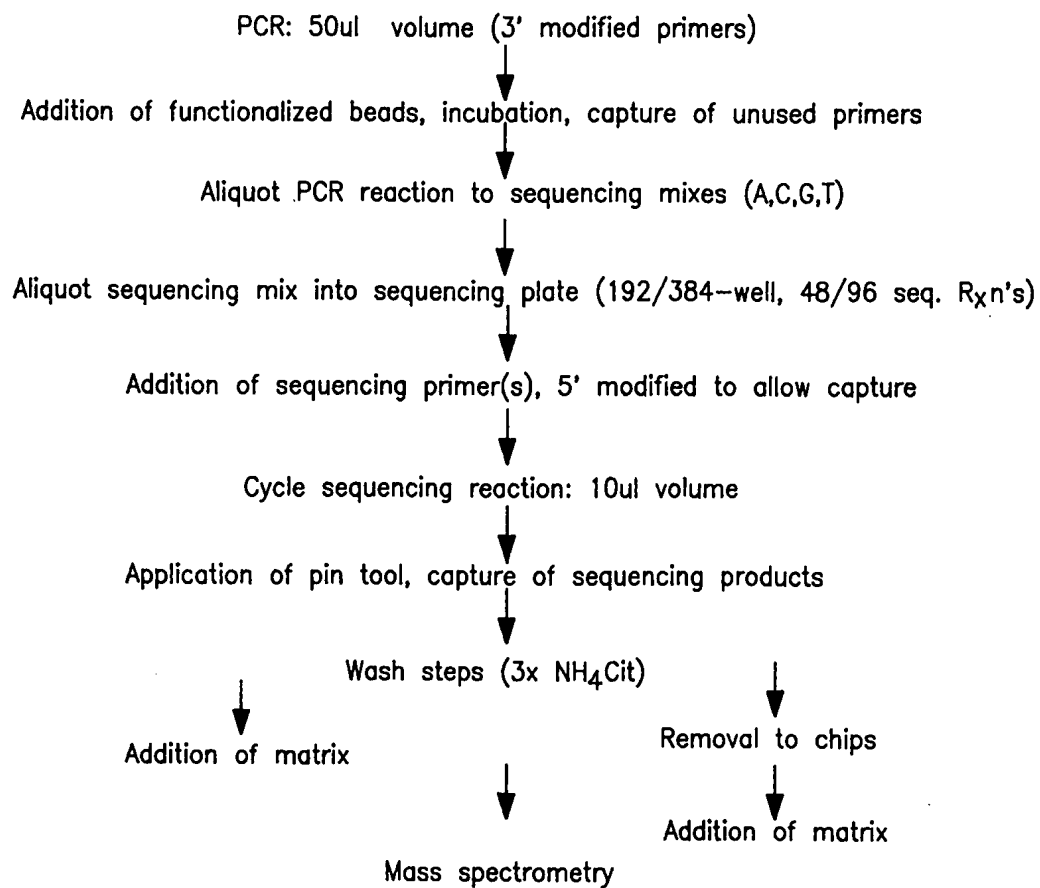 PCR: 50ul volume (3' modified primers)
Addition of functionalized beads, incubation, capture of unused primers
Aliquot PCR reaction to sequencing mixes (A,C,G,T)
Aliquot sequencing mix into sequencing plate (192/384-well, 48/96 seq. Rxn's)
Addition of sequencing primer(s), 5' modified to allow capture
Cycle sequencing reaction: 10ul volume
Application of pin tool, capture of sequencing products
Wash steps (3x NH4Cit)
Addition of matrix
Removal to chips
Addition of matrix
Mass spectrometry